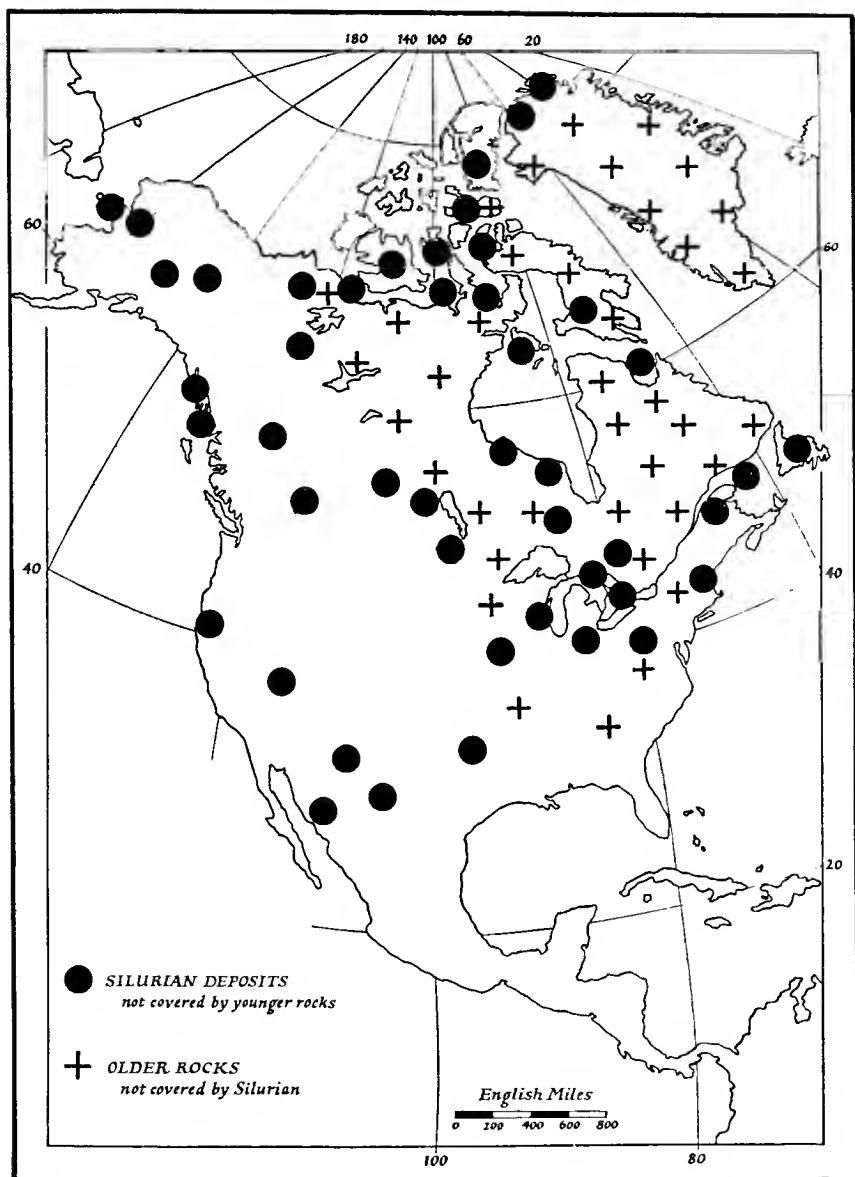 180 140 100 60 20
60
60
40
40
20
SILURIAN DEPOSITS
not covered by younger rocks
OLDER ROCKS
not covered by Silurian
English Miles
0 200 400 600 800
100 80